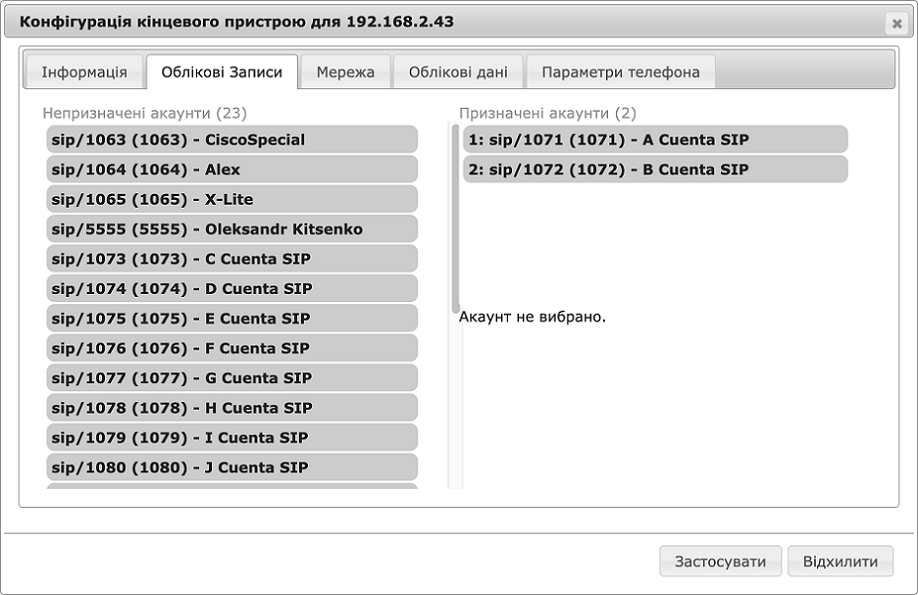 Конфігурація кінцевого пристрою для 192.168.2.43
Інформація
Облікові Записи
Мережа
Облікові дані
Параметри телефона
Непризначені акаунти (23)
sip/1063 (1063) - CiscoSpecial
sip/1064 (1064) - Alex
sip/1065 (1065) - X-Lite
sip/5555 (5555) - Oleksandr Kitsenko
sip/1073 (1073) - C Cuenta SIP
sip/1074 (1074) - D Cuenta SIP
sip/1075 (1075) - E Cuenta SIP
sip/1076 (1076) - F Cuenta SIP
sip/1077 (1077) - G Cuenta SIP
sip/1078 (1078) - H Cuenta SIP
sip/1079 (1079) - I Cuenta SIP
sip/1080 (1080) - J Cuenta SIP
Призначені акаунти (2)
1: sip/1071 (1071) - A Cuenta SIP
2: sip/1072 (1072) - B Cuenta SIP
Акаунт не вибрано.
Застосувати
Відхилити